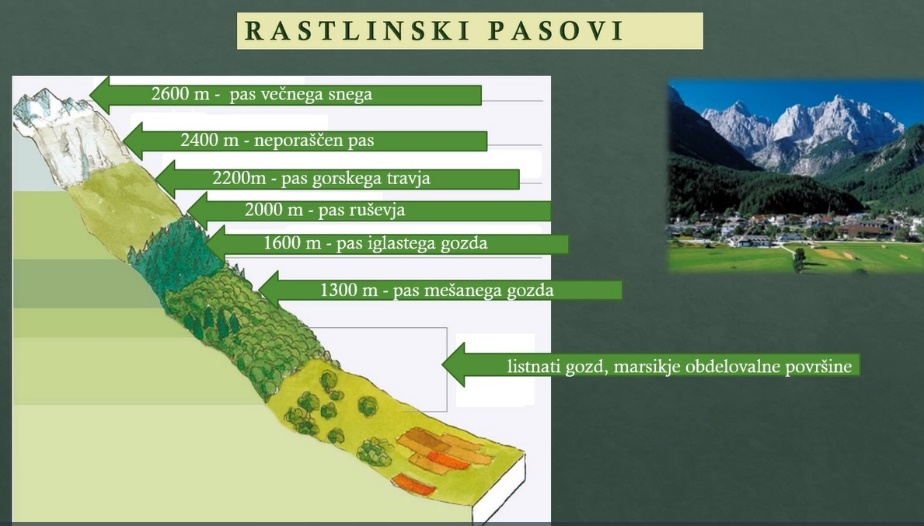 RASTLINSKI PASOVI
2600 m - pas večnega snega
2400 m - neporaščen pas
2200m - pas gorskega travja
2000 m - pas ruševja
1600 m - pas iglastega gozda
1300 m - pas mešanega gozda
listnati gozd, marsikje obdelovalne površine